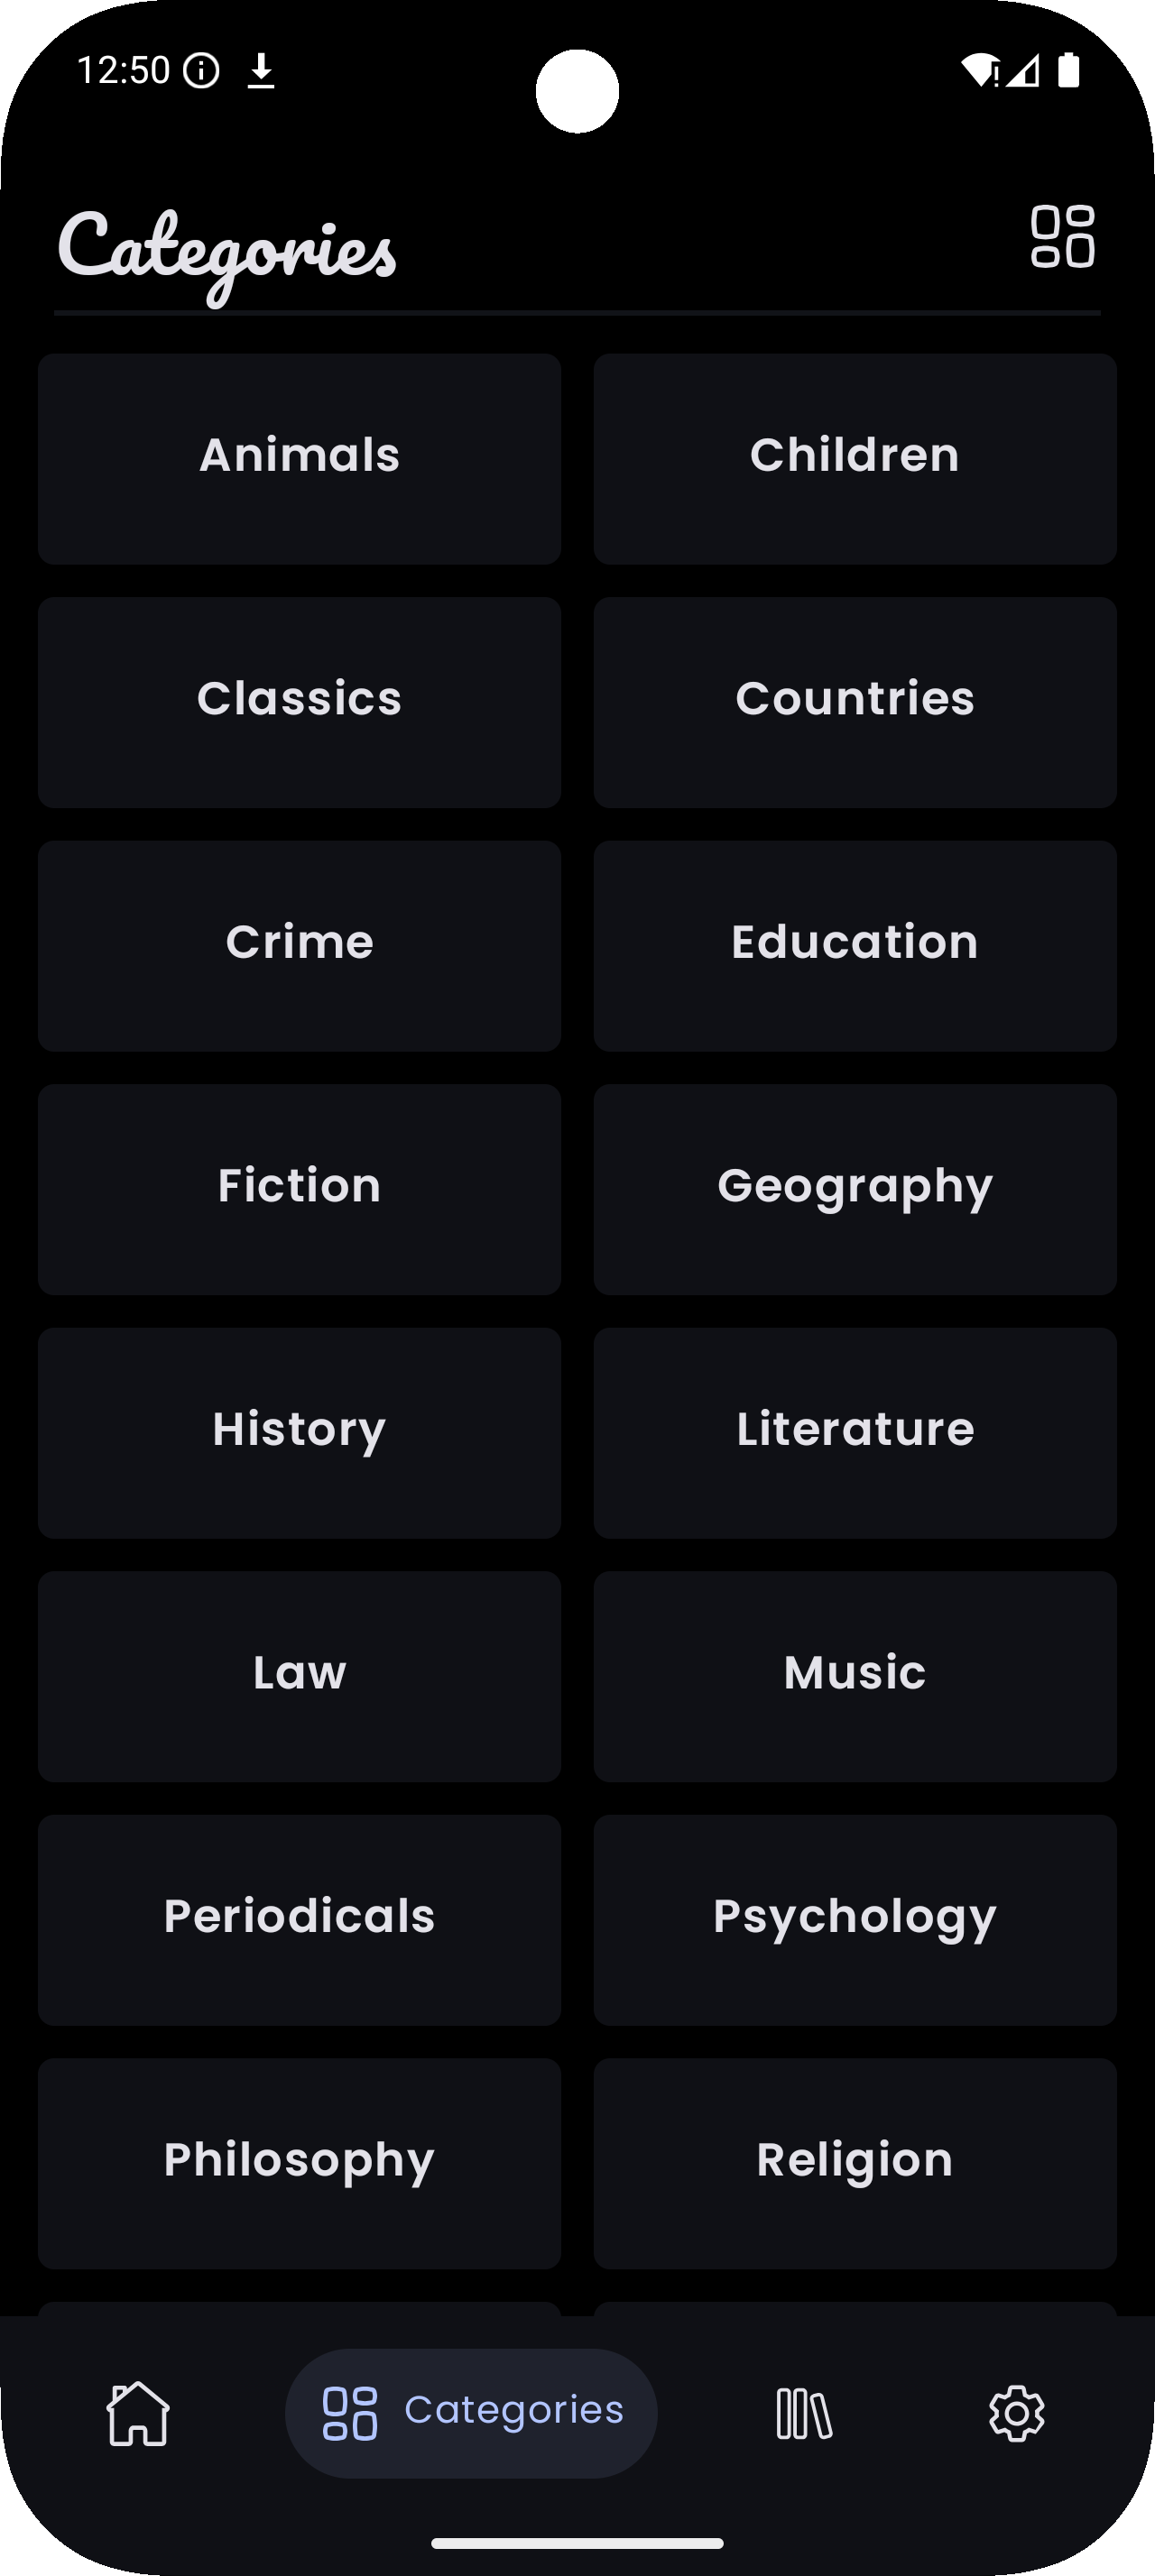 12:50
Categories
Animals
Children
Classics
Countries
Crime
Education
Fiction
Geography
History
Literature
Law
Music
Periodicals
Psychology
Philosophy
Religion
Categories